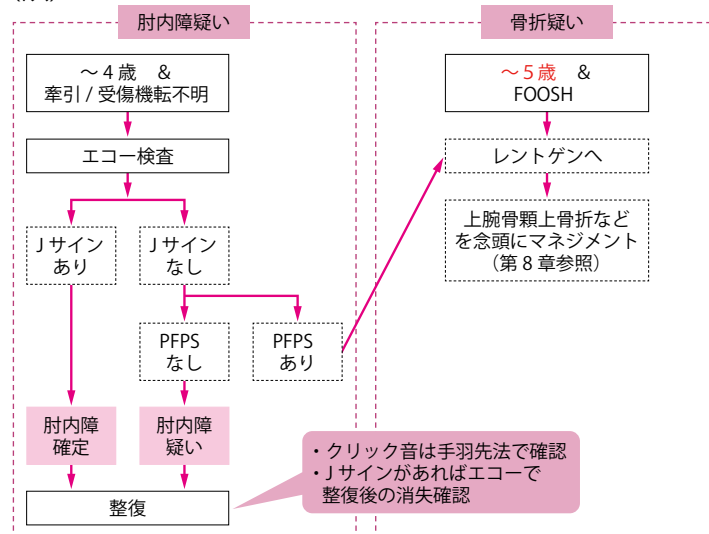 肘内障疑い
～4歳　&
牽引 / 受傷機転不明
エコー検査
Jサイン
あり
Jサイン
なし
PFPS
なし
PFPS
あり
肘内障
確定
肘内障
疑い
整復
・クリック音は手羽先法で確認
・Jサインがあればエコーで
整復後の消失確認
骨折疑い
～5歳　&
FOOSH
レントゲンへ
上腕骨顆上骨折など
を念頭にマネジメント
（第8章参照）